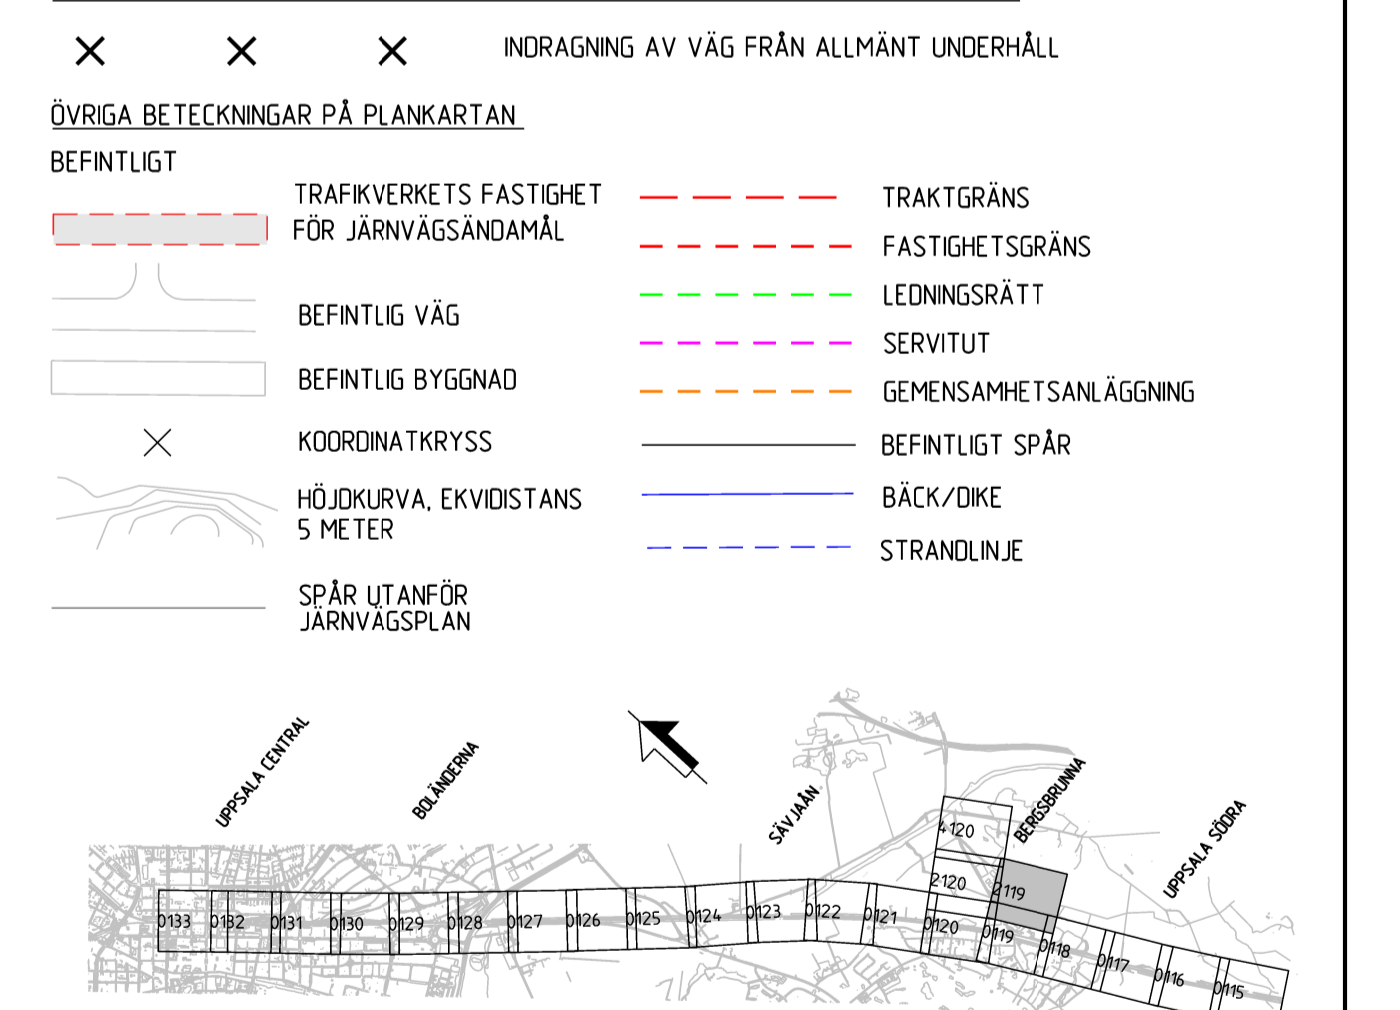 INDRAGNING AV VÄG FRÅN ALLMÄNT UNDERHÅLL
ÖVRIGA BETECKNINGAR PÅ PLANKARTAN
BEFINTLIGT
TRAFIKVERKETS FASTIGHET
FÖR JÄRNVÄGSÄNDAMÅL
BEFINTLIG VÄG
BEFINTLIG BYGGNAD
KOORDINATKRYSS
HÖJDKURVA, EKVIDISTANS
5 METER
SPÅR UTANFÖR
JÄRNVÄGSPLAN
TRAKTGRÄNS
FASTIGHETSGRÄNS
LEDNINGSRÄTT
SERVITUT
GEMENSAMHETSANLÄGGNING
BEFINTLIGT SPÅR
BÄCK/DIKE
STRANDLINJE
UPPSALA CENTRAL
BOLÄNDERNA
SÄVJAÅN
BERGSBRUNNA
UPPSALA SÖDRA
4120
2120
2119
0133
0132
0131
0130
0129
0128
0127
0126
0125
0124
0123
0122
0121
0120
0119
0118
0117
0116
0115